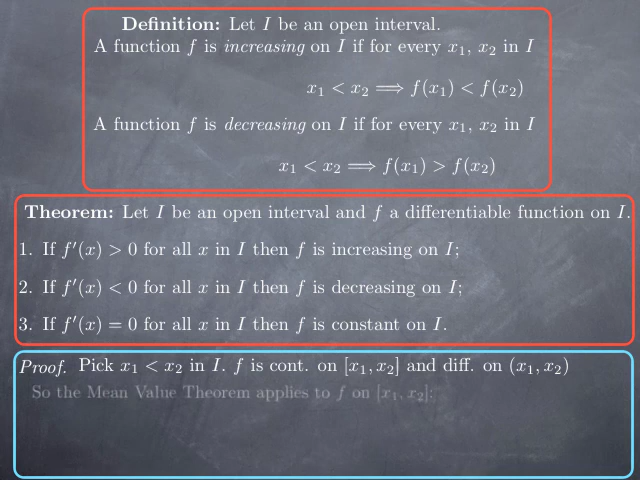 Definition: Let I be an open interval.
A function f is increasing on I if for every x₁, x₂ in I
x₁ < x₂ ⟹ f(x₁) < f(x₂)
A function f is decreasing on I if for every x₁, x₂ in I
x₁ < x₂ ⟹ f(x₁) > f(x₂)
Theorem: Let I be an open interval and f a differentiable function on I.
1. If f′(x) > 0 for all x in I then f is increasing on I;
2. If f′(x) < 0 for all x in I then f is decreasing on I;
3. If f′(x) = 0 for all x in I then f is constant on I.
Proof. Pick x₁ < x₂ in I. f is cont. on [x₁, x₂] and diff. on (x₁, x₂)
So the Mean Value Theorem applies to f on [x₁, x₂]: